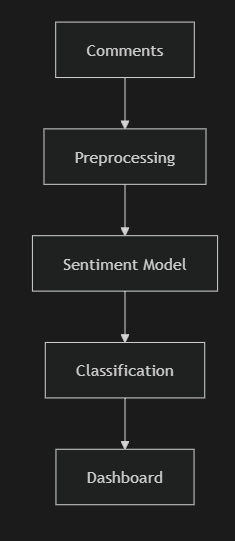 Comments
Preprocessing
Sentiment Model
Classification
Dashboard